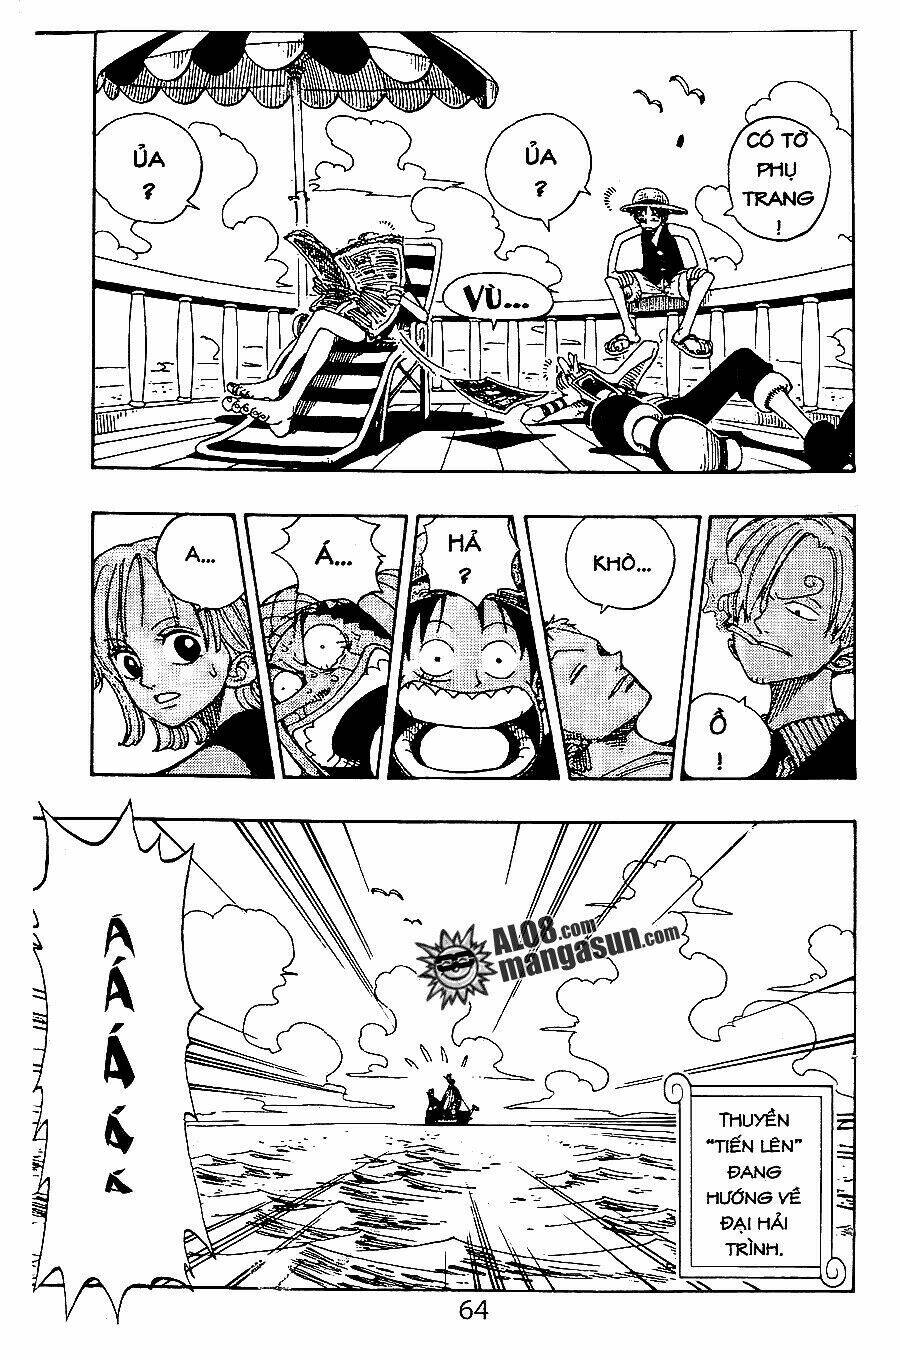 ỦA
?
ỦA
?
CÓ TỜ
PHỤ
TRANG
!
VÙ...
A...
Á...
HẢ
?
KHÒ...
Ồ
!
Á
Á
Á
Á
Á
AL08.com
mangasun.com
THUYỀN
“TIẾN LÊN”
ĐANG
HƯỚNG VỀ
ĐẠI HẢI
TRÌNH.
64